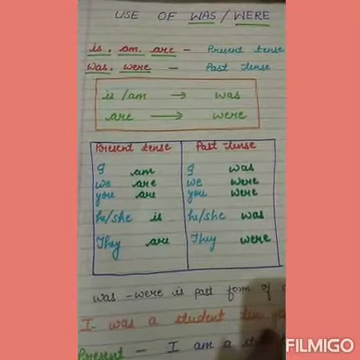 USE OF WAS / WERE
is, am, are - Present tense
was, were - Past tense
is / am → was
are → were
Present tense Past tense
I am I was
we are we were
you are you were
he/she is he/she was
They are They were
was - were is past form of
I was a student
Present - I am a
FILMIGO